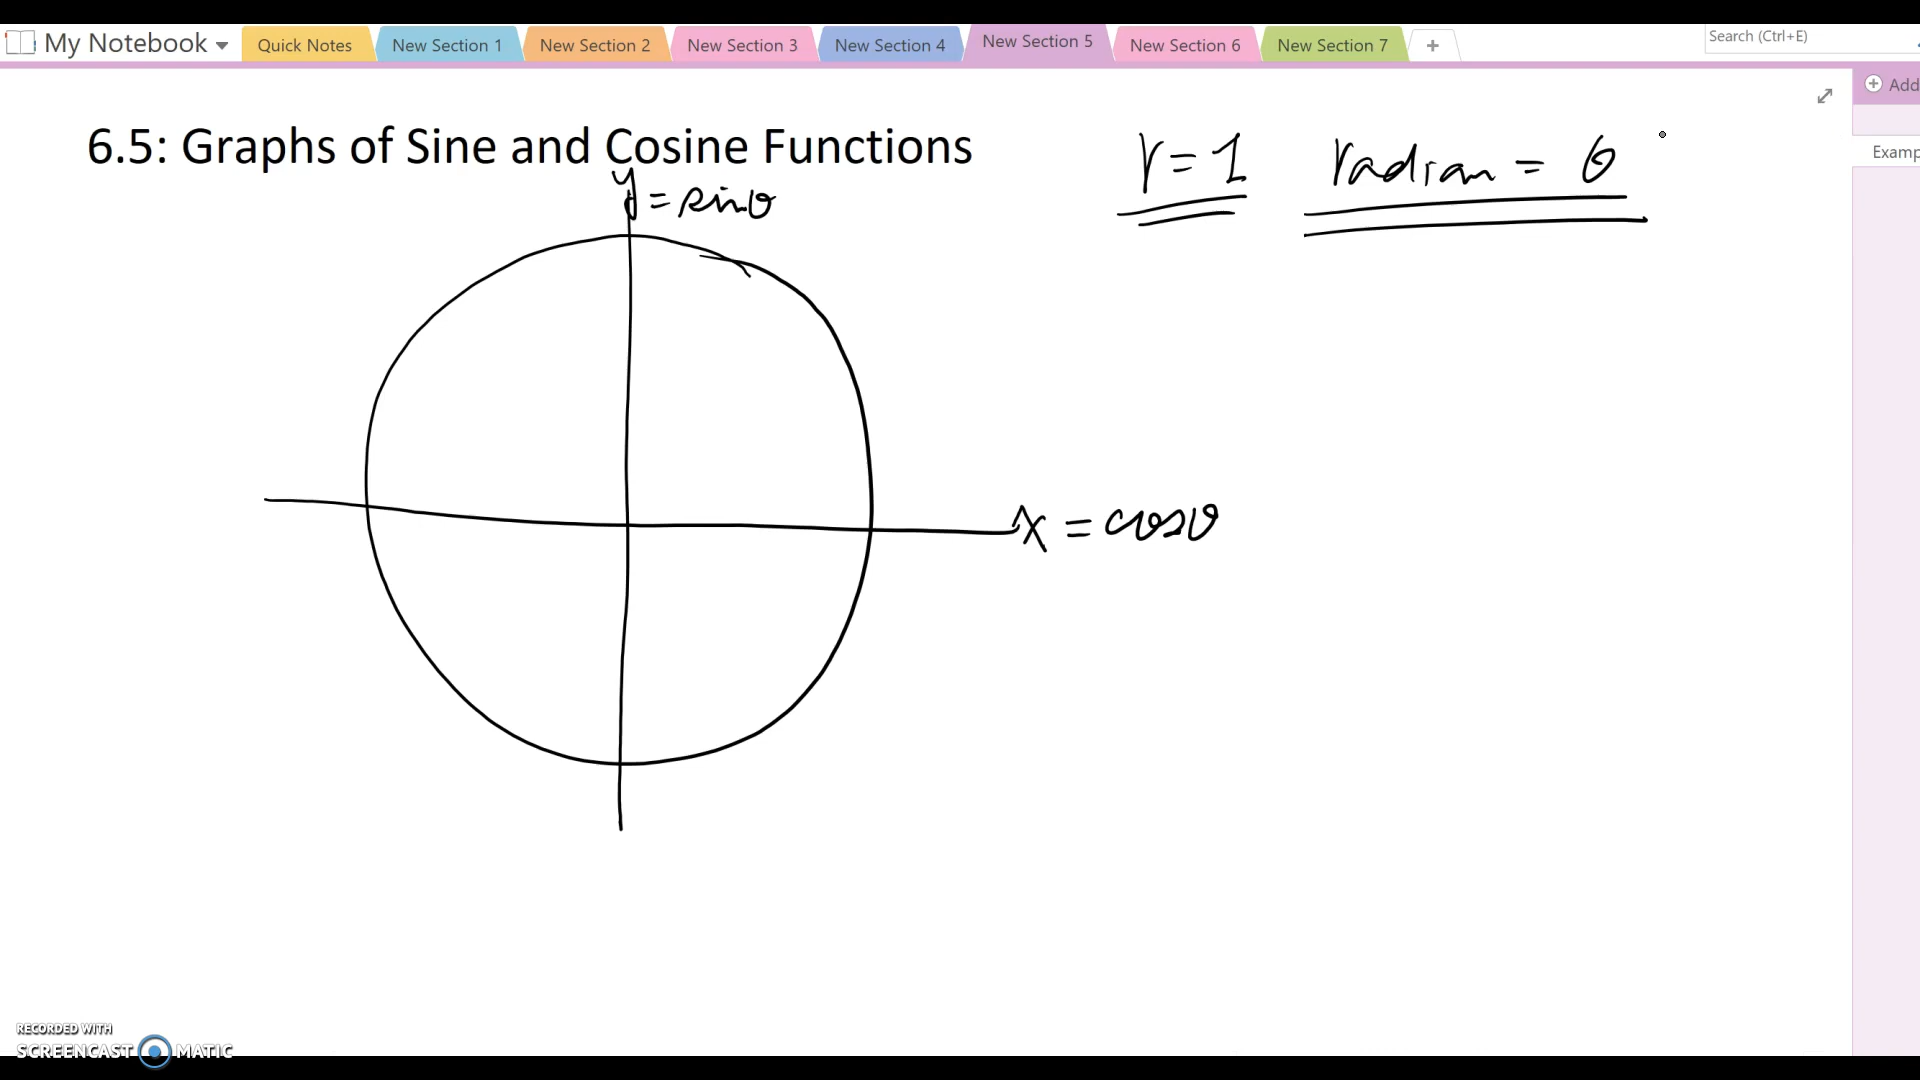 My Notebook
Quick Notes
New Section 1
New Section 2
New Section 3
New Section 4
New Section 5
New Section 6
New Section 7
Search (Ctrl+E)
Add
Examp
6.5: Graphs of Sine and Cosine Functions
r = 1
radian = θ
y = sinθ
x = cosθ
RECORDED WITH
SCREENCAST MATIC